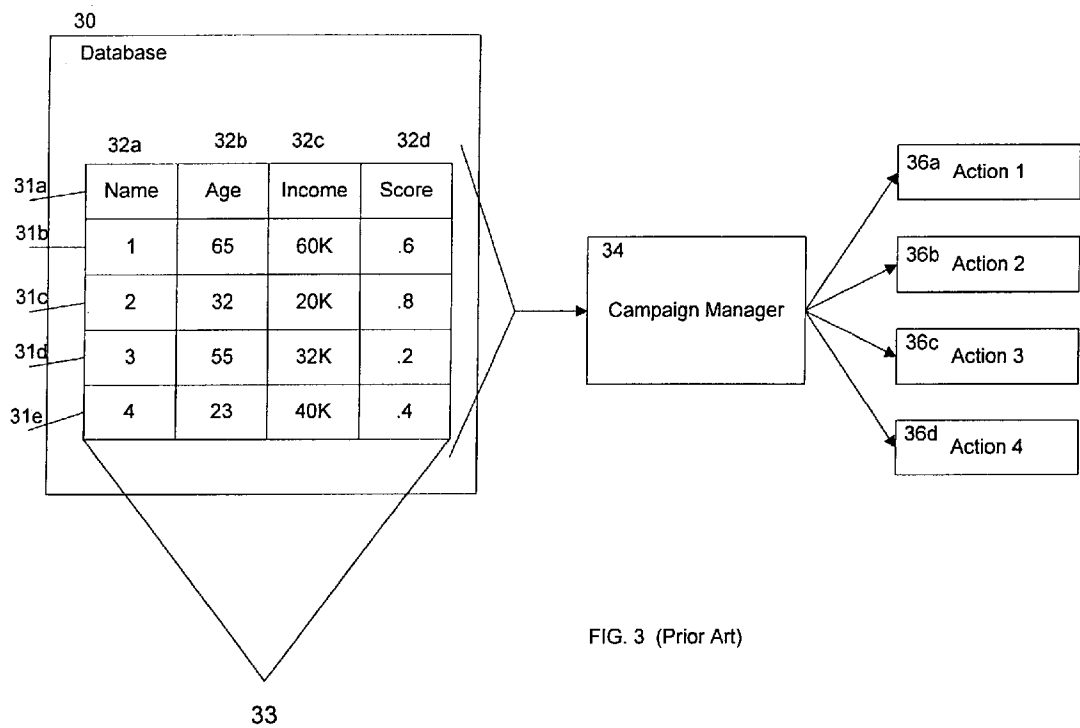 30
Database
32a 32b 32c 32d
31a Name Age Income Score
31b 1 65 60K .6
31c 2 32 20K .8
31d 3 55 32K .2
31e 4 23 40K .4
33
34
Campaign Manager
36a Action 1
36b Action 2
36c Action 3
36d Action 4
FIG. 3 (Prior Art)